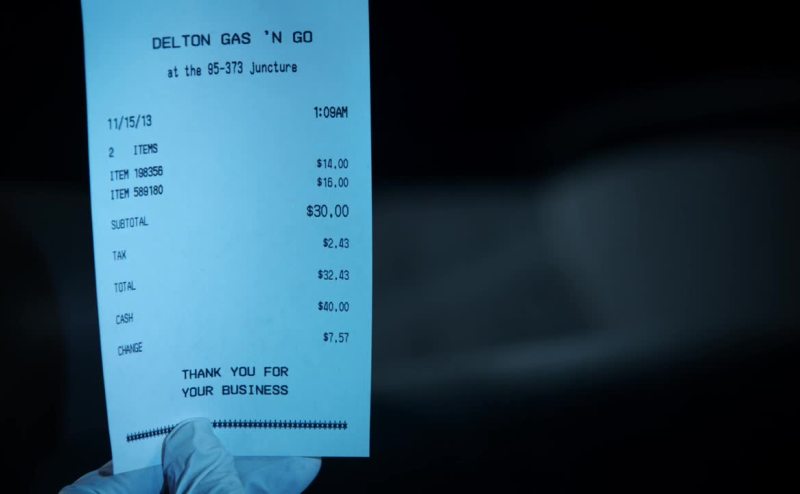 DELTON GAS 'N GO
at the 95-373 juncture
11/15/13 1:09AM
2 ITEMS
ITEM 198356 $14.00
ITEM 589180 $16.00
SUBTOTAL $30.00
TAX $2.43
TOTAL $32.43
CASH $40.00
CHANGE $7.57
THANK YOU FOR
YOUR BUSINESS